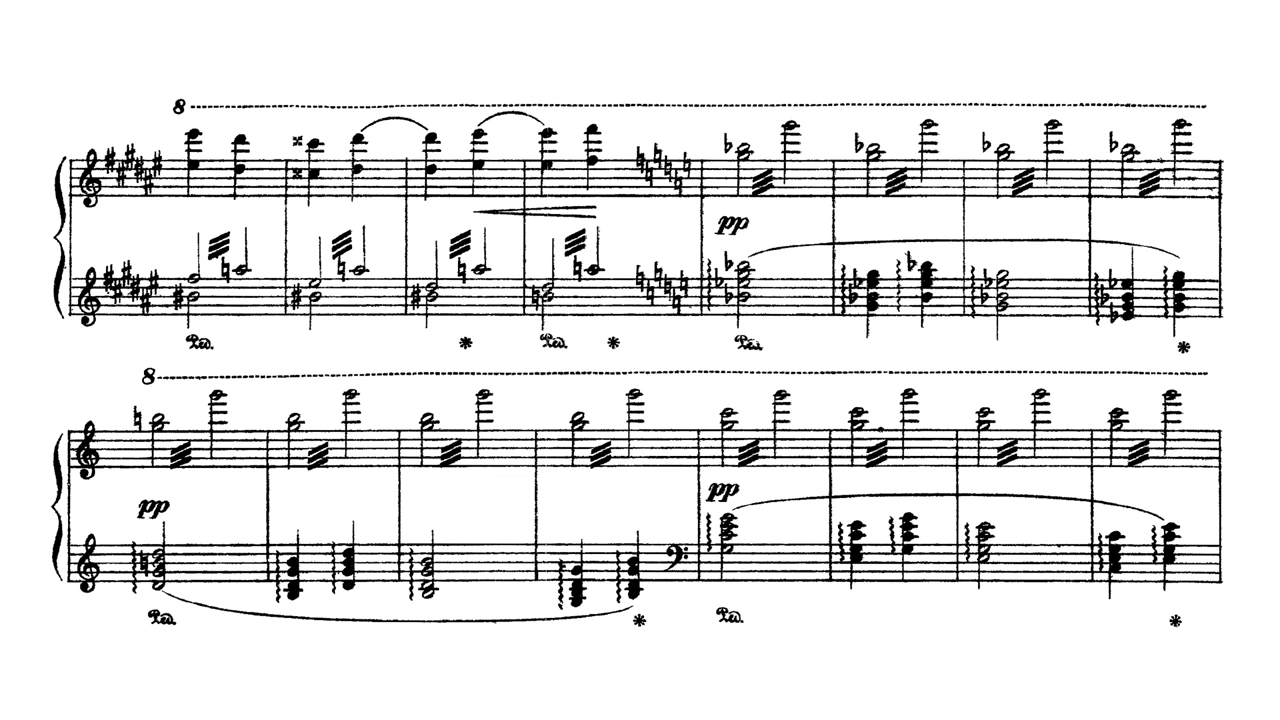 8
pp
Ped. * Ped. * Ped. *
8
pp pp
Ped. * Ped. *